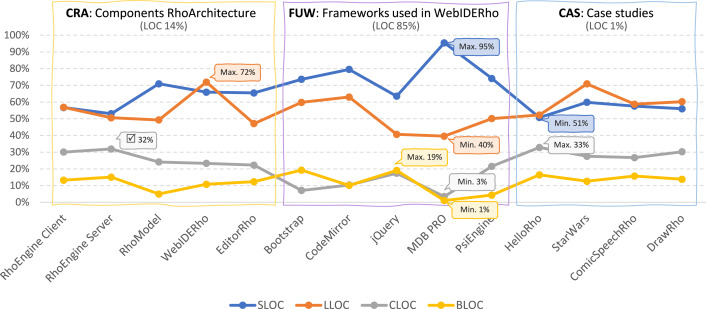 CRA: Components RhoArchitecture
(LOC 14%)
FUW: Frameworks used in WebIDERho
(LOC 85%)
CAS: Case studies
(LOC 1%)
100%
90%
80%
70%
60%
50%
40%
30%
20%
10%
0%
Max. 72%
☑ 32%
Max. 95%
Min. 40%
Max. 19%
Min. 3%
Min. 1%
Min. 51%
Max. 33%
RhoEngine Client
RhoEngine Server
RhoModel
WebIDERho
EditorRho
Bootstrap
CodeMirror
jQuery
MDB PRO
PsiEngine
HelloRho
StarWars
ComicSpeechRho
DrawRho
SLOC
LLOC
CLOC
BLOC